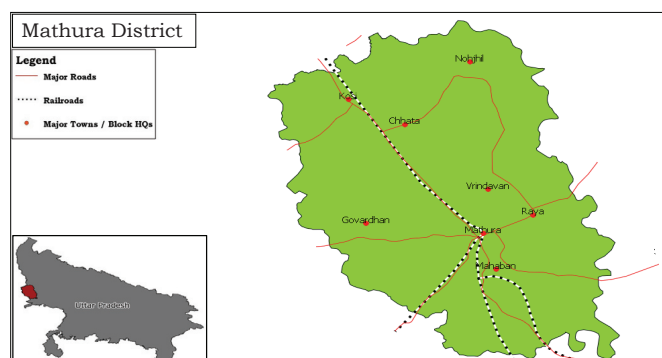 Mathura District
Legend
Major Roads
Railroads
Major Towns / Block HQs
Nohjhil
Kosi
Chhata
Vrindavan
Raya
Govardhan
Mathura
Mahaban
Uttar Pradesh